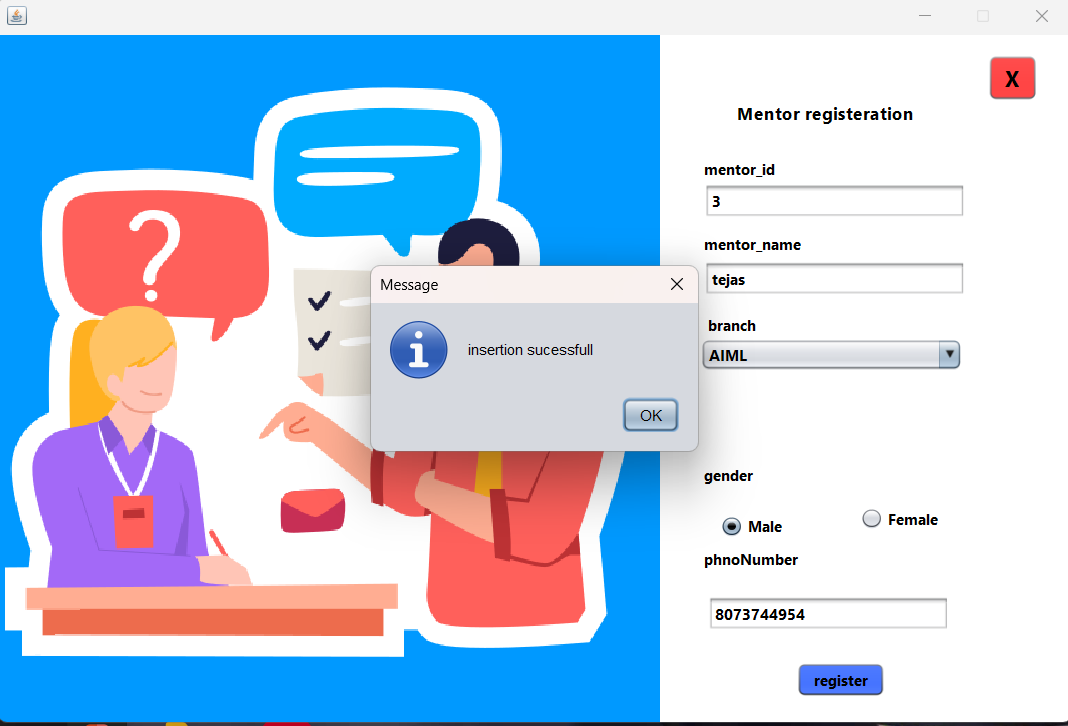 X
Mentor registeration
mentor_id
3
mentor_name
tejas
branch
AIML
gender
Male
Female
phnoNumber
8073744954
register
?
Message
i
insertion sucessfull
OK